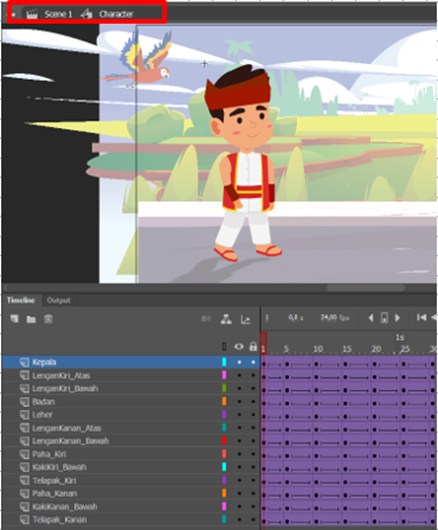 Scene 1 Character
Timeline Output
0,0 s 24,00 fps
1s
1 5 10 15 20 25 30
Kepala
LenganKiri_Atas
LenganKiri_Bawah
Badan
Leher
LenganKanan_Atas
LenganKanan_Bawah
Paha_Kiri
KakiKiri_Bawah
Telapak_Kiri
Paha_Kanan
KakiKanan_Bawah
Telapak_Kanan